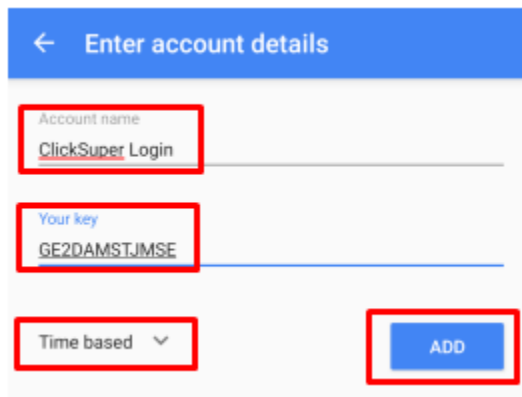 Enter account details
Account name
ClickSuper Login
Your key
GE2DAMSTJMSE
Time based
ADD